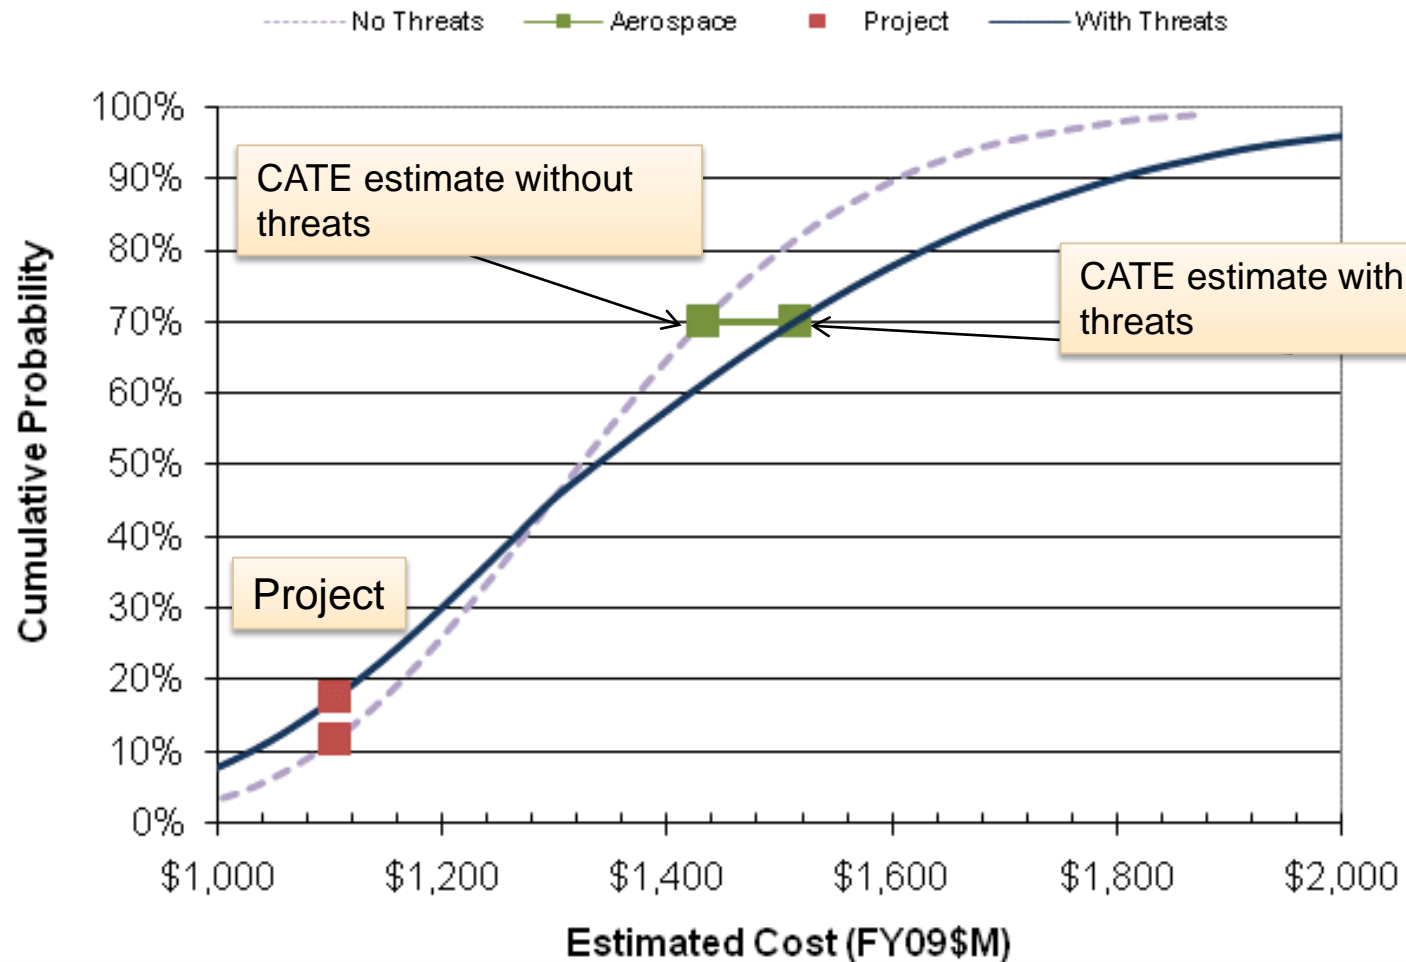 No Threats
Aerospace
Project
With Threats
100%
90%
80%
70%
60%
50%
40%
30%
20%
10%
0%
CATE estimate without
threats
CATE estimate with
threats
Project
Cumulative Probability
$1,000
$1,200
$1,400
$1,600
$1,800
$2,000
Estimated Cost (FY09$M)